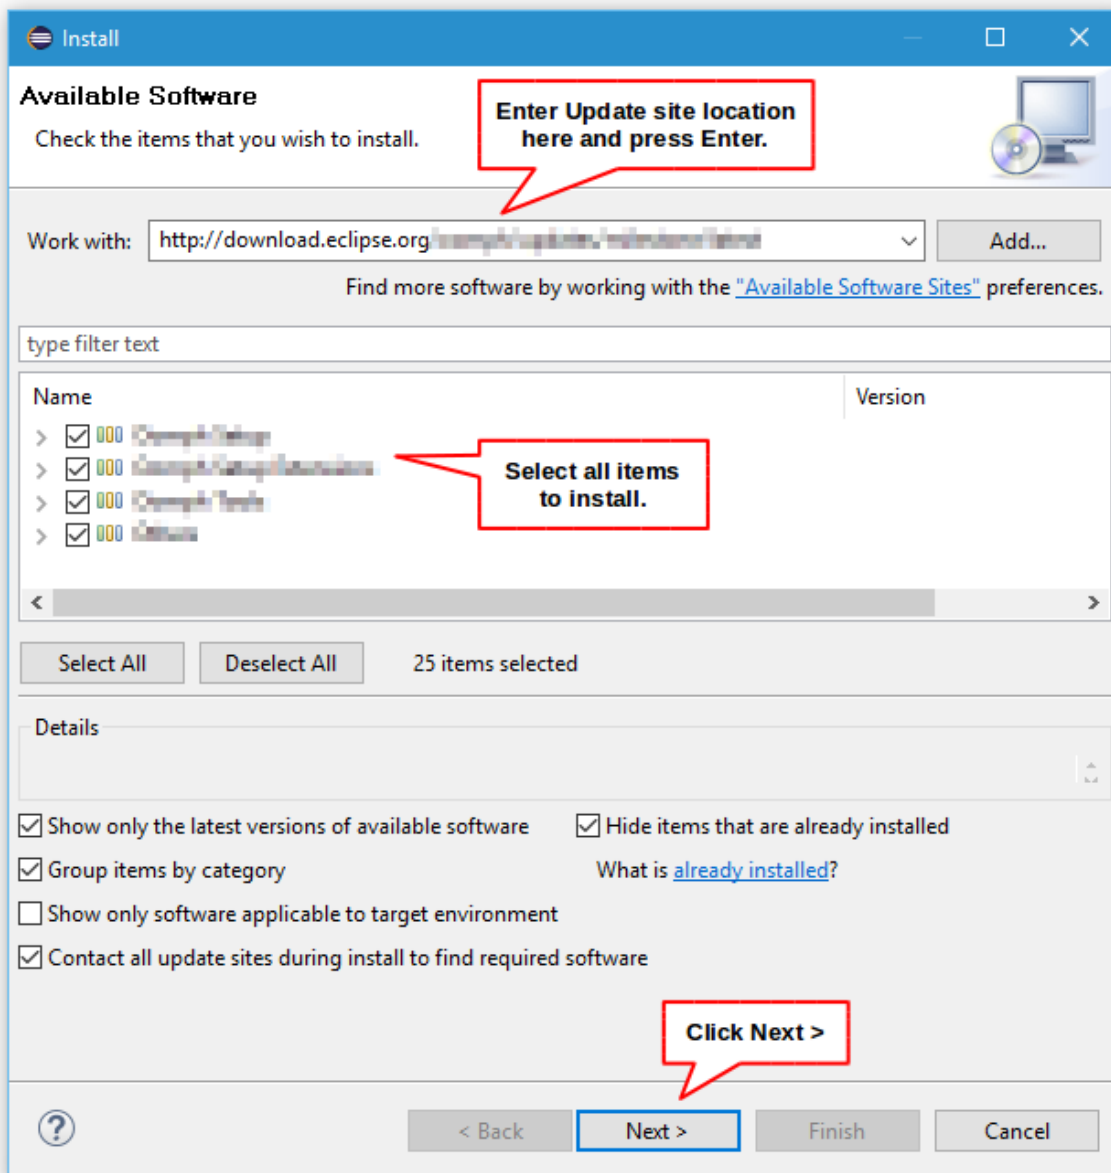 Install
Available Software
Check the items that you wish to install.
Enter Update site location
here and press Enter.
Work with:
http://download.eclipse.org
Add...
Find more software by working with the "Available Software Sites" preferences.
type filter text
Name
Version
Select all items
to install.
Select All
Deselect All
25 items selected
Details
Show only the latest versions of available software
Hide items that are already installed
Group items by category
What is already installed?
Show only software applicable to target environment
Contact all update sites during install to find required software
Click Next >
?
< Back
Next >
Finish
Cancel